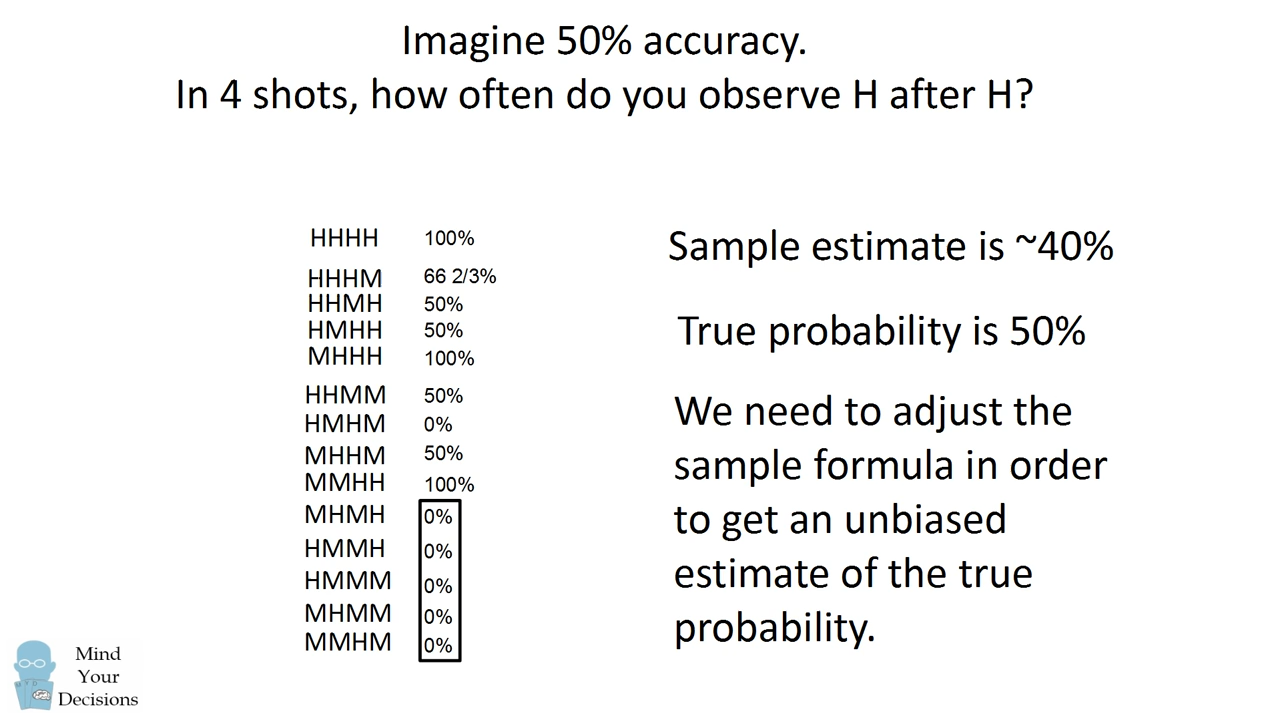 Imagine 50% accuracy.
In 4 shots, how often do you observe H after H?
HHHH 100%
HHHM 66 2/3%
HHMH 50%
HMHH 50%
MHHH 100%
HHMM 50%
HMHM 0%
MHHM 50%
MMHH 100%
MHMH 0%
HMMH 0%
HMMM 0%
MHMM 0%
MMHM 0%
Sample estimate is ~40%
True probability is 50%
We need to adjust the
sample formula in order
to get an unbiased
estimate of the true
probability.
Mind
Your
Decisions